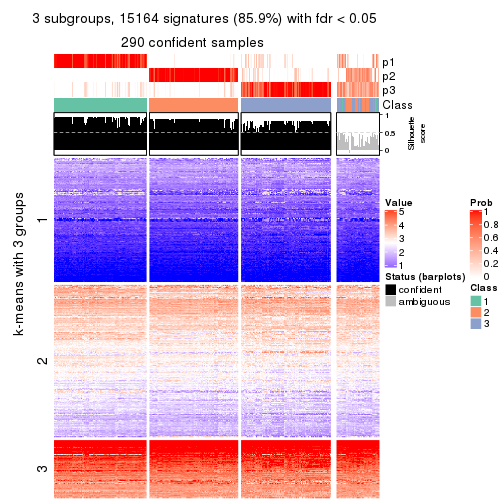 3 subgroups, 15164 signatures (85.9%) with fdr < 0.05
290 confident samples
p1
p2
p3
Class
1
0.5
0
Silhouette
score
k-means with 3 groups
1
2
3
Value
5
4
3
2
1
Status (barplots)
confident
ambiguous
Prob
1
0.8
0.6
0.4
0.2
0
Class
1
2
3